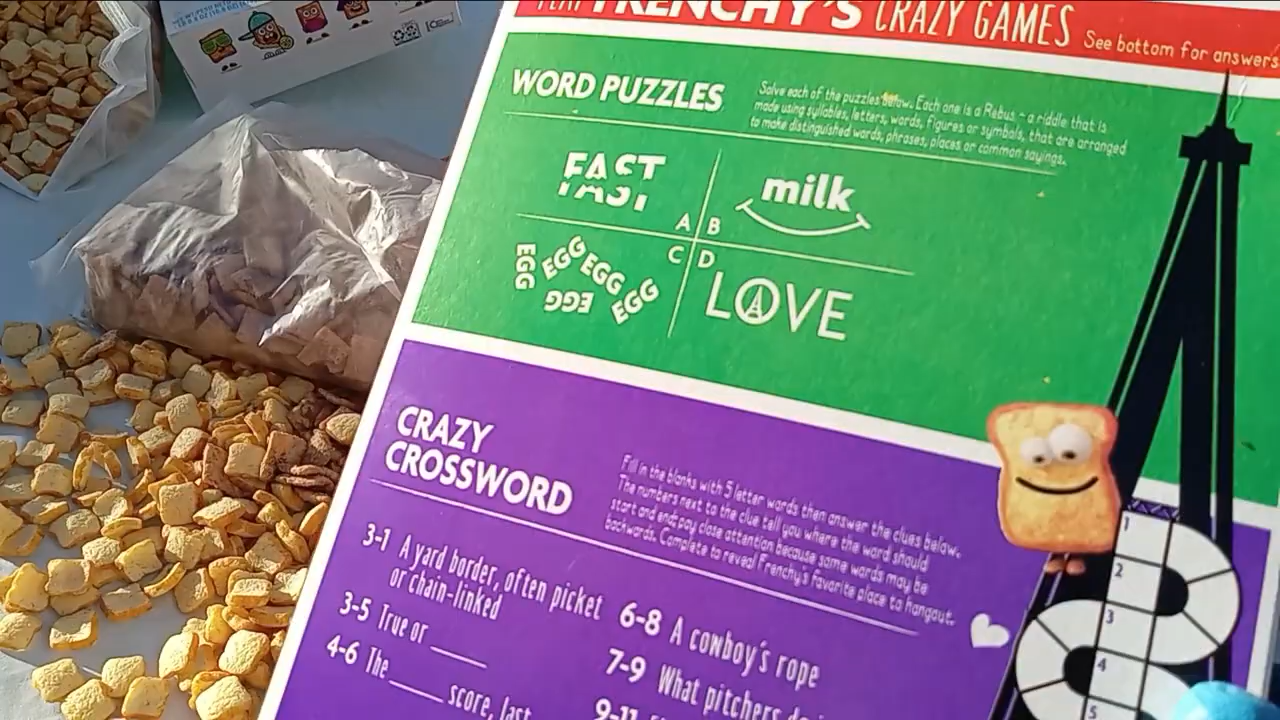 FRENCHY'S CRAZY GAMES
See bottom for answers
WORD PUZZLES
Solve each of the puzzles below. Each one is a Rebus - a riddle that is
made using syllables, letters, words, figures or symbols, that are arranged
to make distinguished words, phrases, places or common sayings.
FAST
milk
A B
C D
EGG EGG EGG EGG
EGG
LOVE
CRAZY
CROSSWORD
Fill in the blanks with 5 letter words then answer the clues below.
The numbers next to the clue tell you where the word should
start and end; pay close attention because some words may be
backwards. Complete to reveal Frenchy's favorite place to hangout.
3-1 A yard border, often picket
or chain-linked
3-5 True or _____
4-6 The _____ score, last
6-8 A cowboy's rope
7-9 What pitchers do
9-11
1
2
3
4
5